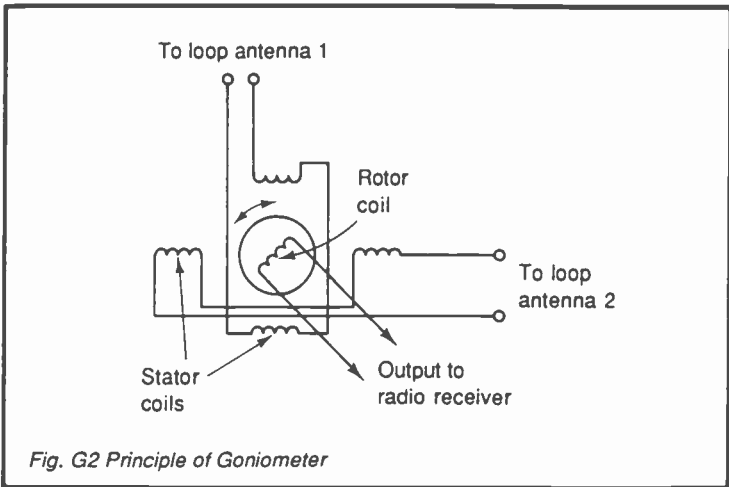 To loop antenna 1
Rotor
coil
To loop
antenna 2
Stator
coils
Output to
radio receiver
Fig. G2 Principle of Goniometer